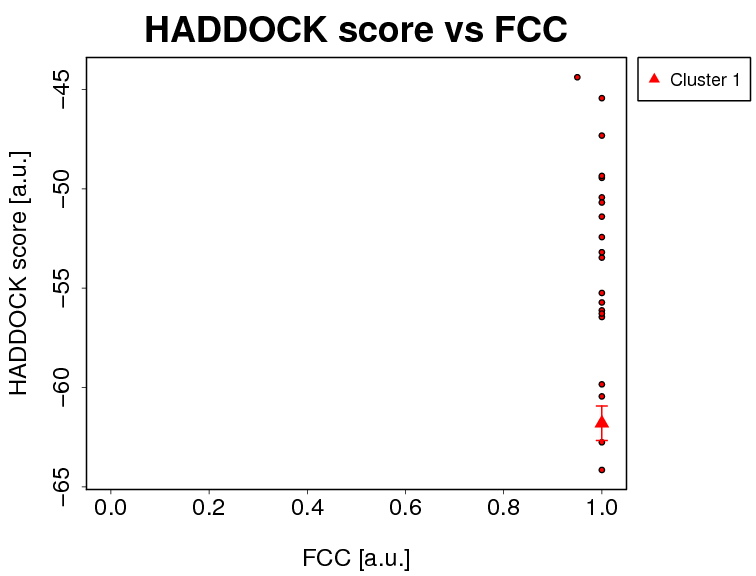 HADDOCK score vs FCC
Cluster 1
HADDOCK score [a.u.]
−45
−50
−55
−60
−65
0.0 0.2 0.4 0.6 0.8 1.0
FCC [a.u.]